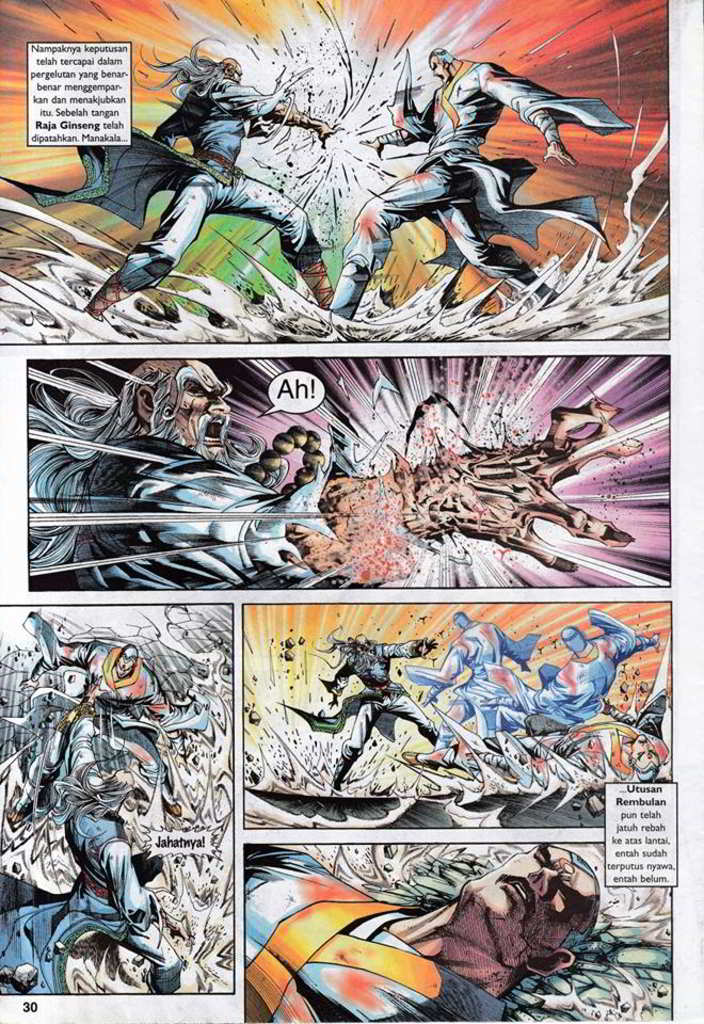 Nampaknya keputusan
telah tercapai dalam
pergelutan yang benar-
benar menggempar-
kan dan menakjubkan
itu. Sebelah tangan
Raja Ginseng telah
dipatahkan. Manakala...
Ah!
Jahatnya!
...Utusan
Rembulan
pun telah
jatuh rebah
ke atas lantai,
entah sudah
terputus nyawa,
entah belum.
30